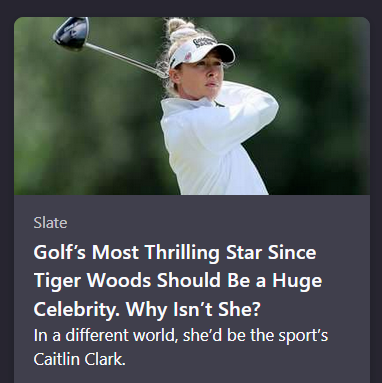 Slate
Golf’s Most Thrilling Star Since
Tiger Woods Should Be a Huge
Celebrity. Why Isn’t She?
In a different world, she’d be the sport’s
Caitlin Clark.